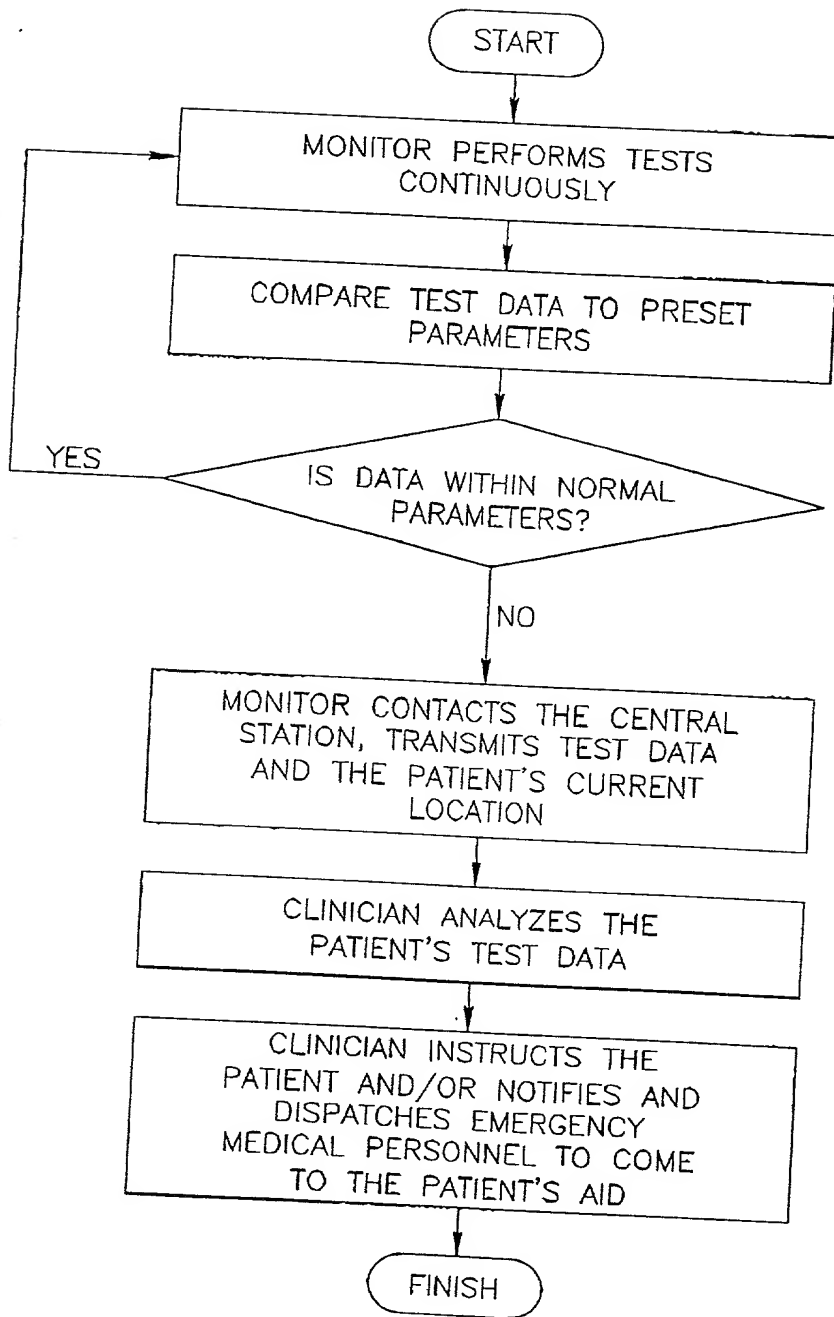 START
MONITOR PERFORMS TESTS
CONTINUOUSLY
COMPARE TEST DATA TO PRESET
PARAMETERS
IS DATA WITHIN NORMAL
PARAMETERS?
YES
NO
MONITOR CONTACTS THE CENTRAL
STATION, TRANSMITS TEST DATA
AND THE PATIENT'S CURRENT
LOCATION
CLINICIAN ANALYZES THE
PATIENT'S TEST DATA
CLINICIAN INSTRUCTS THE
PATIENT AND/OR NOTIFIES AND
DISPATCHES EMERGENCY
MEDICAL PERSONNEL TO COME
TO THE PATIENT'S AID
FINISH